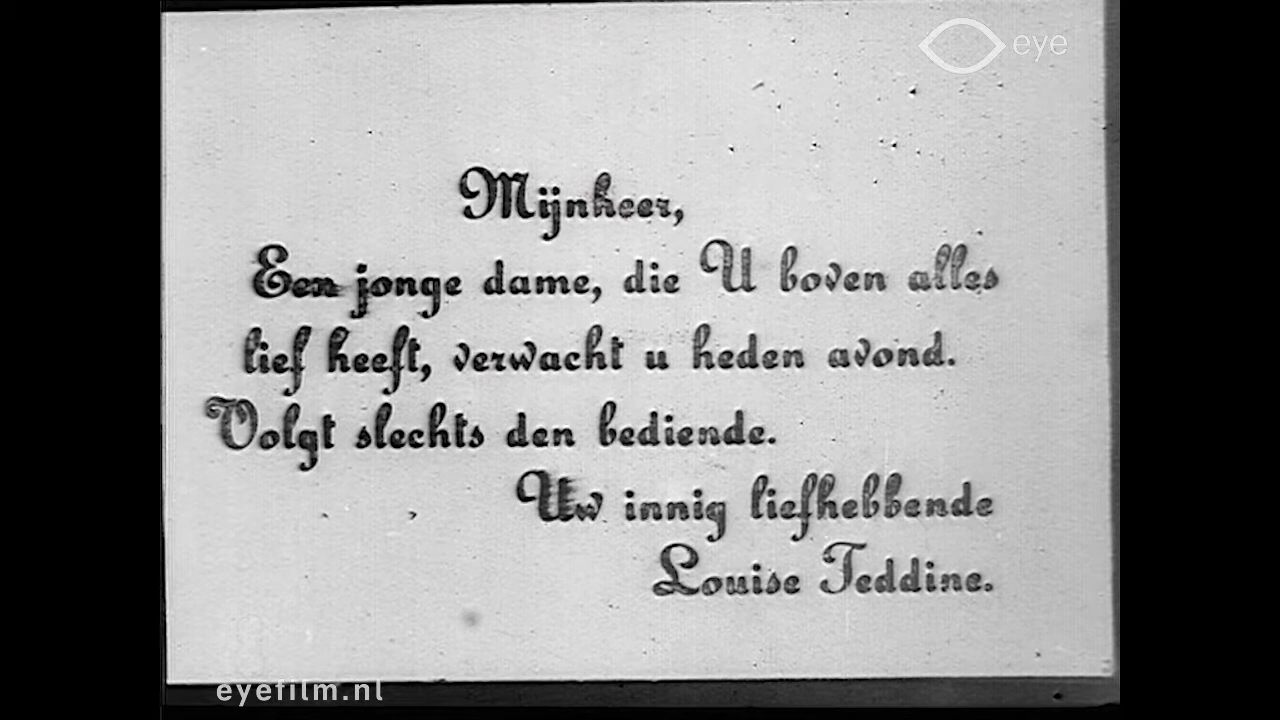 eye
Mijnheer,
Een jonge dame, die U boven alles
lief heeft, verwacht u heden avond.
Volgt slechts den bediende.
Uw innig liefhebbende
Louise Teddine.
eyefilm.nl